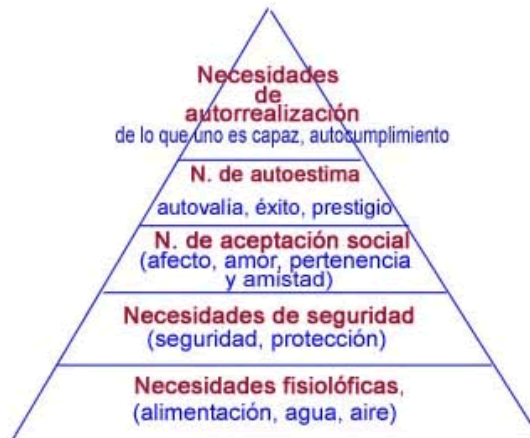 Necesidades
de
autorrealización
de lo que uno es capaz, autocumplimiento
N. de autoestima
autovalía, éxito, prestigio
N. de aceptación social
(afecto, amor, pertenencia
y amistad)
Necesidades de seguridad
(seguridad, protección)
Necesidades fisiolóficas,
(alimentación, agua, aire)